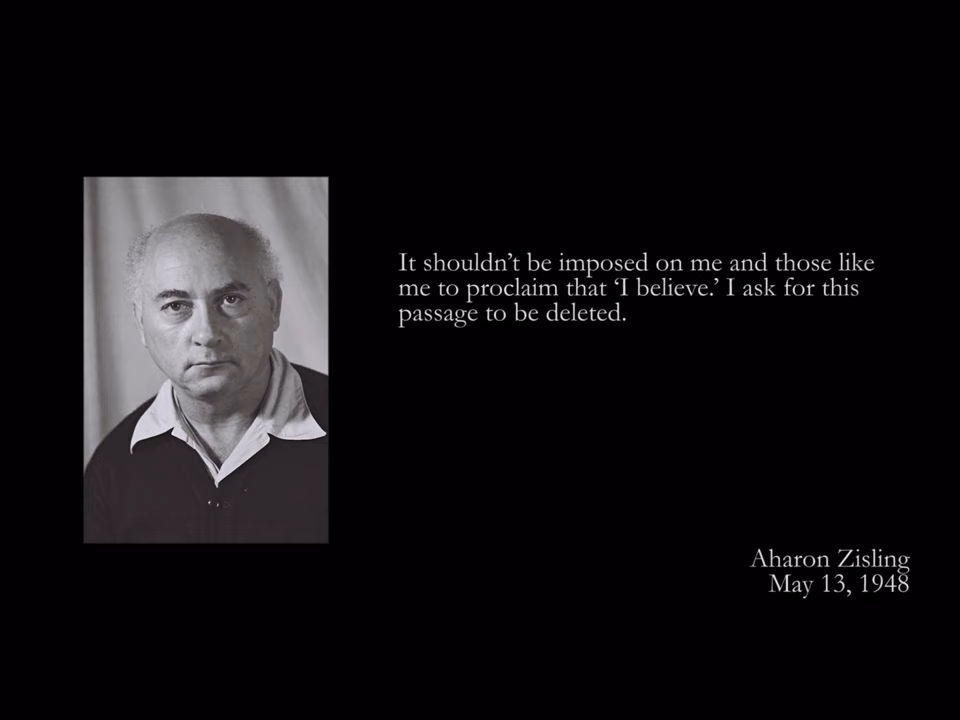 It shouldn’t be imposed on me and those like
me to proclaim that ‘I believe.’ I ask for this
passage to be deleted.
Aharon Zisling
May 13, 1948